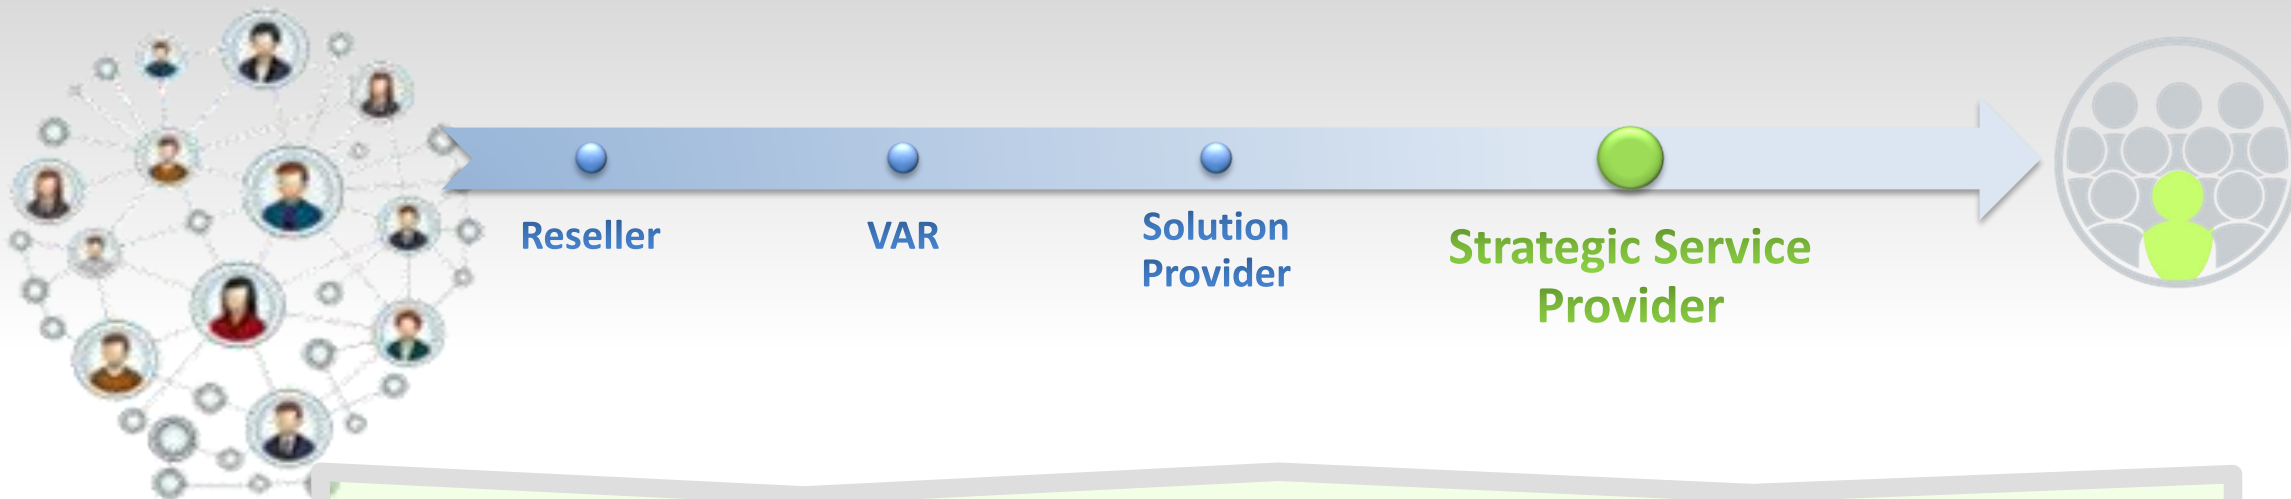 Reseller
VAR
Solution
Provider
Strategic Service
Provider